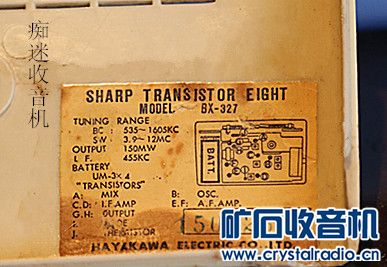 痴迷收音机
SHARP TRANSISTOR EIGHT
MODEL BX-327
TUNING RANGE
BC: 535~1605KC
SW: 3.9~12MC
OUTPUT 150MW
I.F. 455KC
BATTERY
UM-3×4
"TRANSISTORS"
A: MIX B: OSC.
C.D: I.F.AMP E.F: A.F.AMP.
G.H: OUTPUT
BATT
HAYAKAWA ELECTRIC CO., LTD.
矿石收音机
www.crystalradio.cn